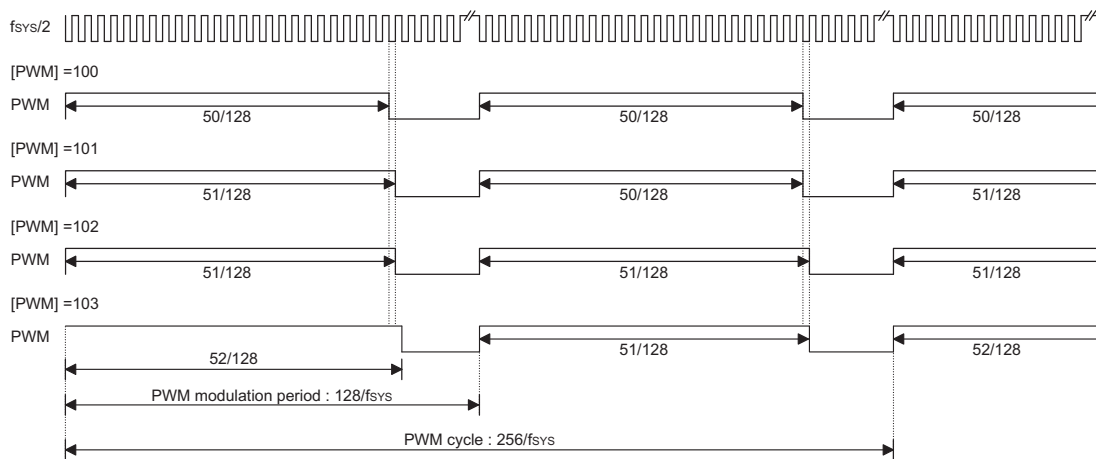 fSYS/2
[PWM] =100
PWM
50/128 50/128 50/128
[PWM] =101
PWM
51/128 50/128 51/128
[PWM] =102
PWM
51/128 51/128 51/128
[PWM] =103
PWM
52/128 51/128 52/128
PWM modulation period : 128/fSYS
PWM cycle : 256/fSYS